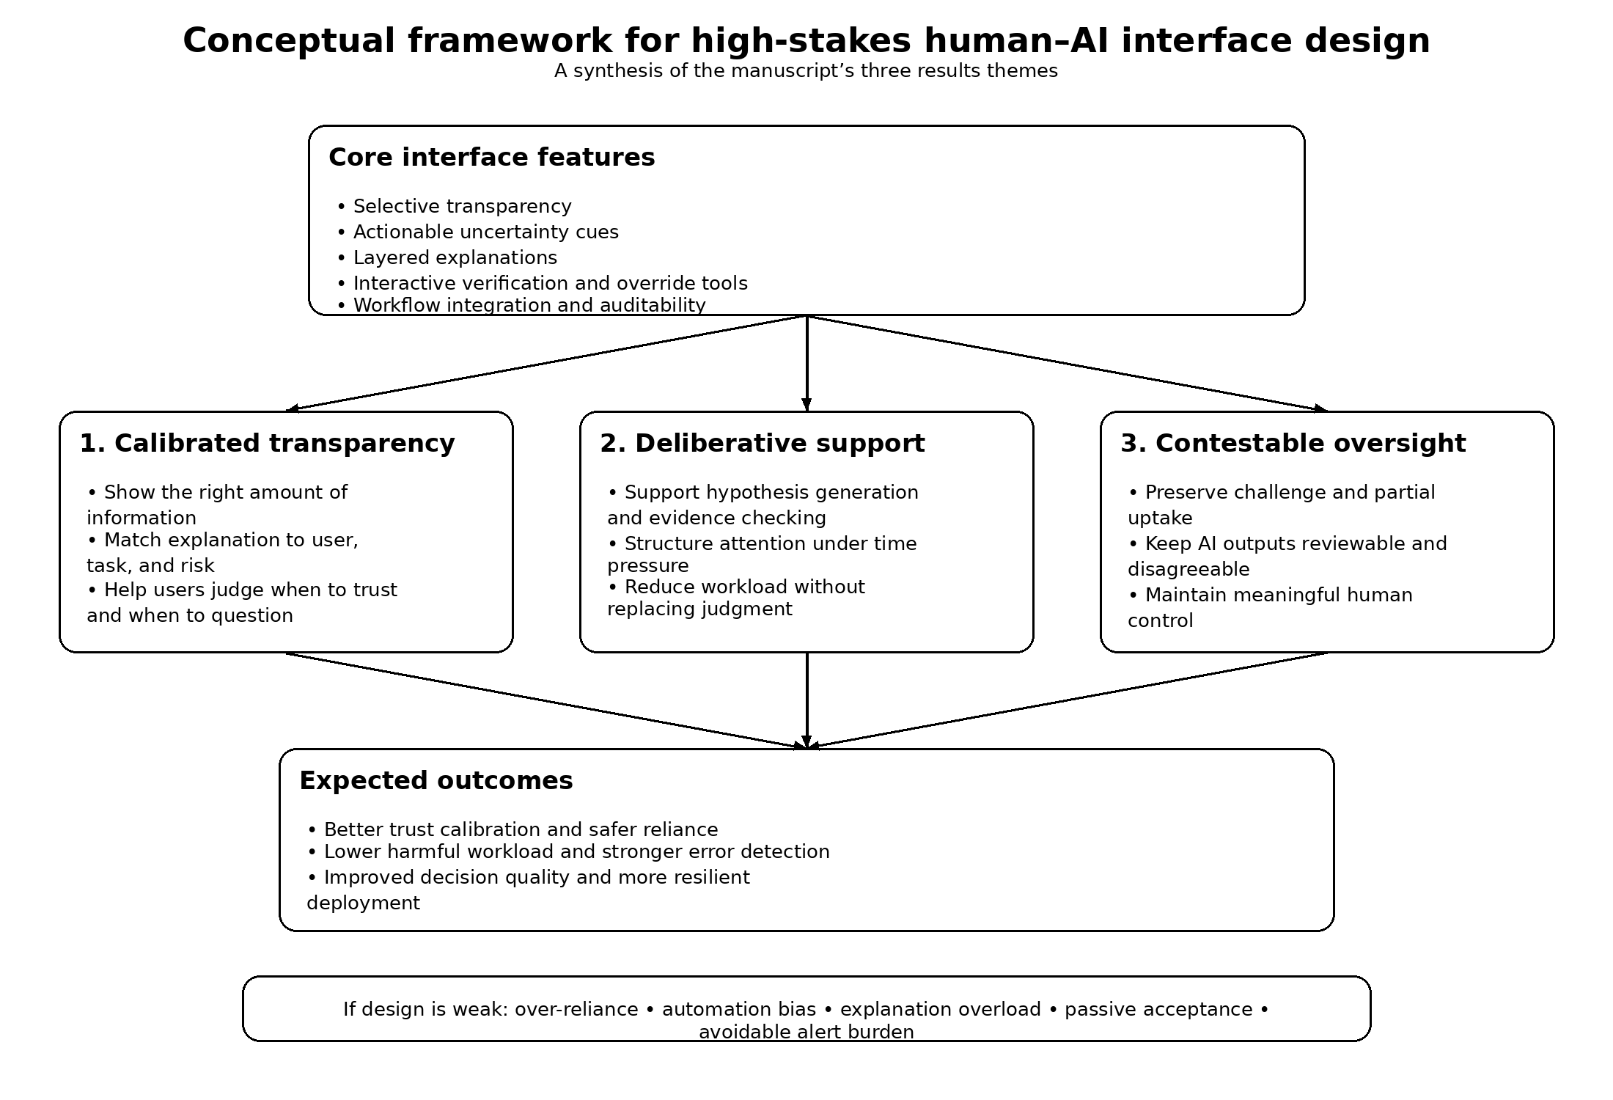 Conceptual framework for high-stakes human–AI interface design
A synthesis of the manuscript’s three results themes
Core interface features
• Selective transparency
• Actionable uncertainty cues
• Layered explanations
• Interactive verification and override tools
• Workflow integration and auditability
1. Calibrated transparency
• Show the right amount of
information
• Match explanation to user,
task, and risk
• Help users judge when to trust
and when to question
2. Deliberative support
• Support hypothesis generation
and evidence checking
• Structure attention under time
pressure
• Reduce workload without
replacing judgment
3. Contestable oversight
• Preserve challenge and partial
uptake
• Keep AI outputs reviewable and
disagreeable
• Maintain meaningful human
control
Expected outcomes
• Better trust calibration and safer reliance
• Lower harmful workload and stronger error detection
• Improved decision quality and more resilient
deployment
If design is weak: over-reliance • automation bias • explanation overload • passive acceptance •
avoidable alert burden